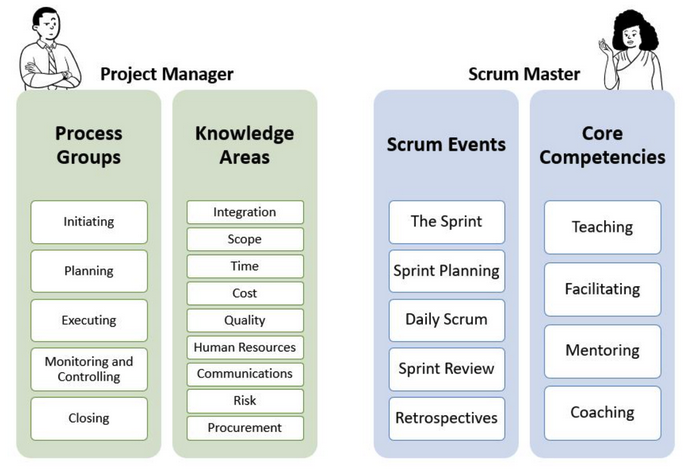 Project Manager
Process
Groups
Initiating
Planning
Executing
Monitoring and
Controlling
Closing
Knowledge
Areas
Integration
Scope
Time
Cost
Quality
Human Resources
Communications
Risk
Procurement
Scrum Master
Scrum Events
The Sprint
Sprint Planning
Daily Scrum
Sprint Review
Retrospectives
Core
Competencies
Teaching
Facilitating
Mentoring
Coaching